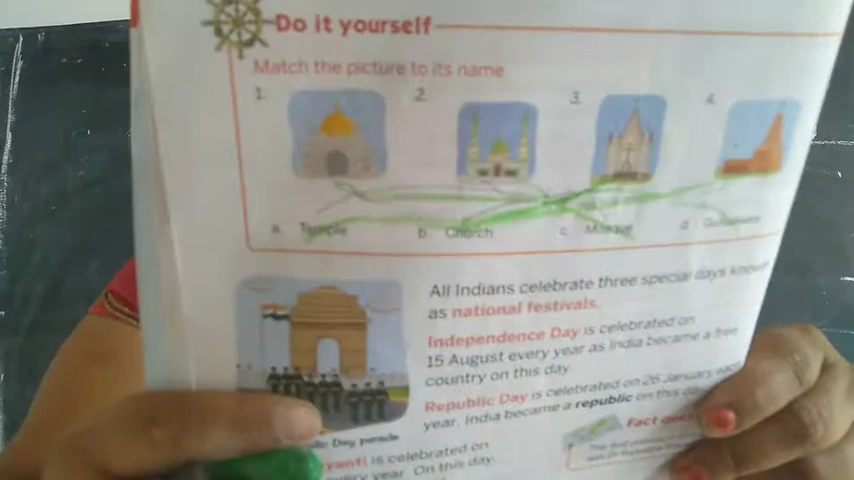 Do it yourself
Match the picture to its name
1. 2. 3. 4.
a. Temple b. Church c. Mosque d. Gurdwara
All Indians celebrate three special days known
as national festivals.
Independence Day is celebrated on
15 August every year as India became a free
country on this day
Republic Day is celebrated on 26 January each
year. India became a republic on this day
Day parade
yanti is celebrated on
every year. On this day,
Fact